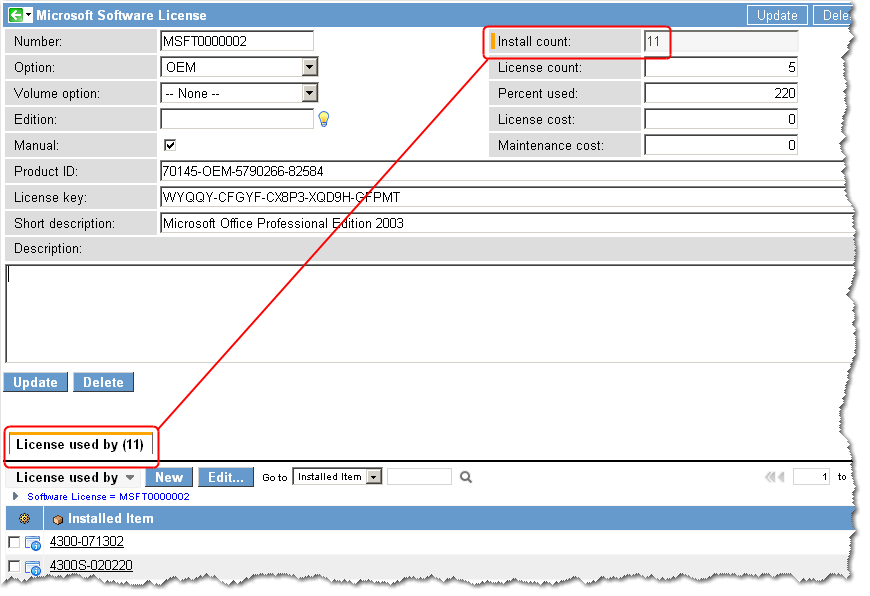 Microsoft Software License Update Dele
Number: MSFT0000002 Install count: 11
Option: OEM License count: 5
Volume option: -- None -- Percent used: 220
Edition: License cost: 0
Manual: Maintenance cost: 0
Product ID: 70145-OEM-5790266-82584
License key: WYQQY-CFGYF-CX8P3-XQD9H-GFPMT
Short description: Microsoft Office Professional Edition 2003
Description:
Update Delete
License used by (11)
License used by New Edit... Go to Installed Item 1 to
Software License = MSFT0000002
Installed Item
4300-071302
4300S-020220